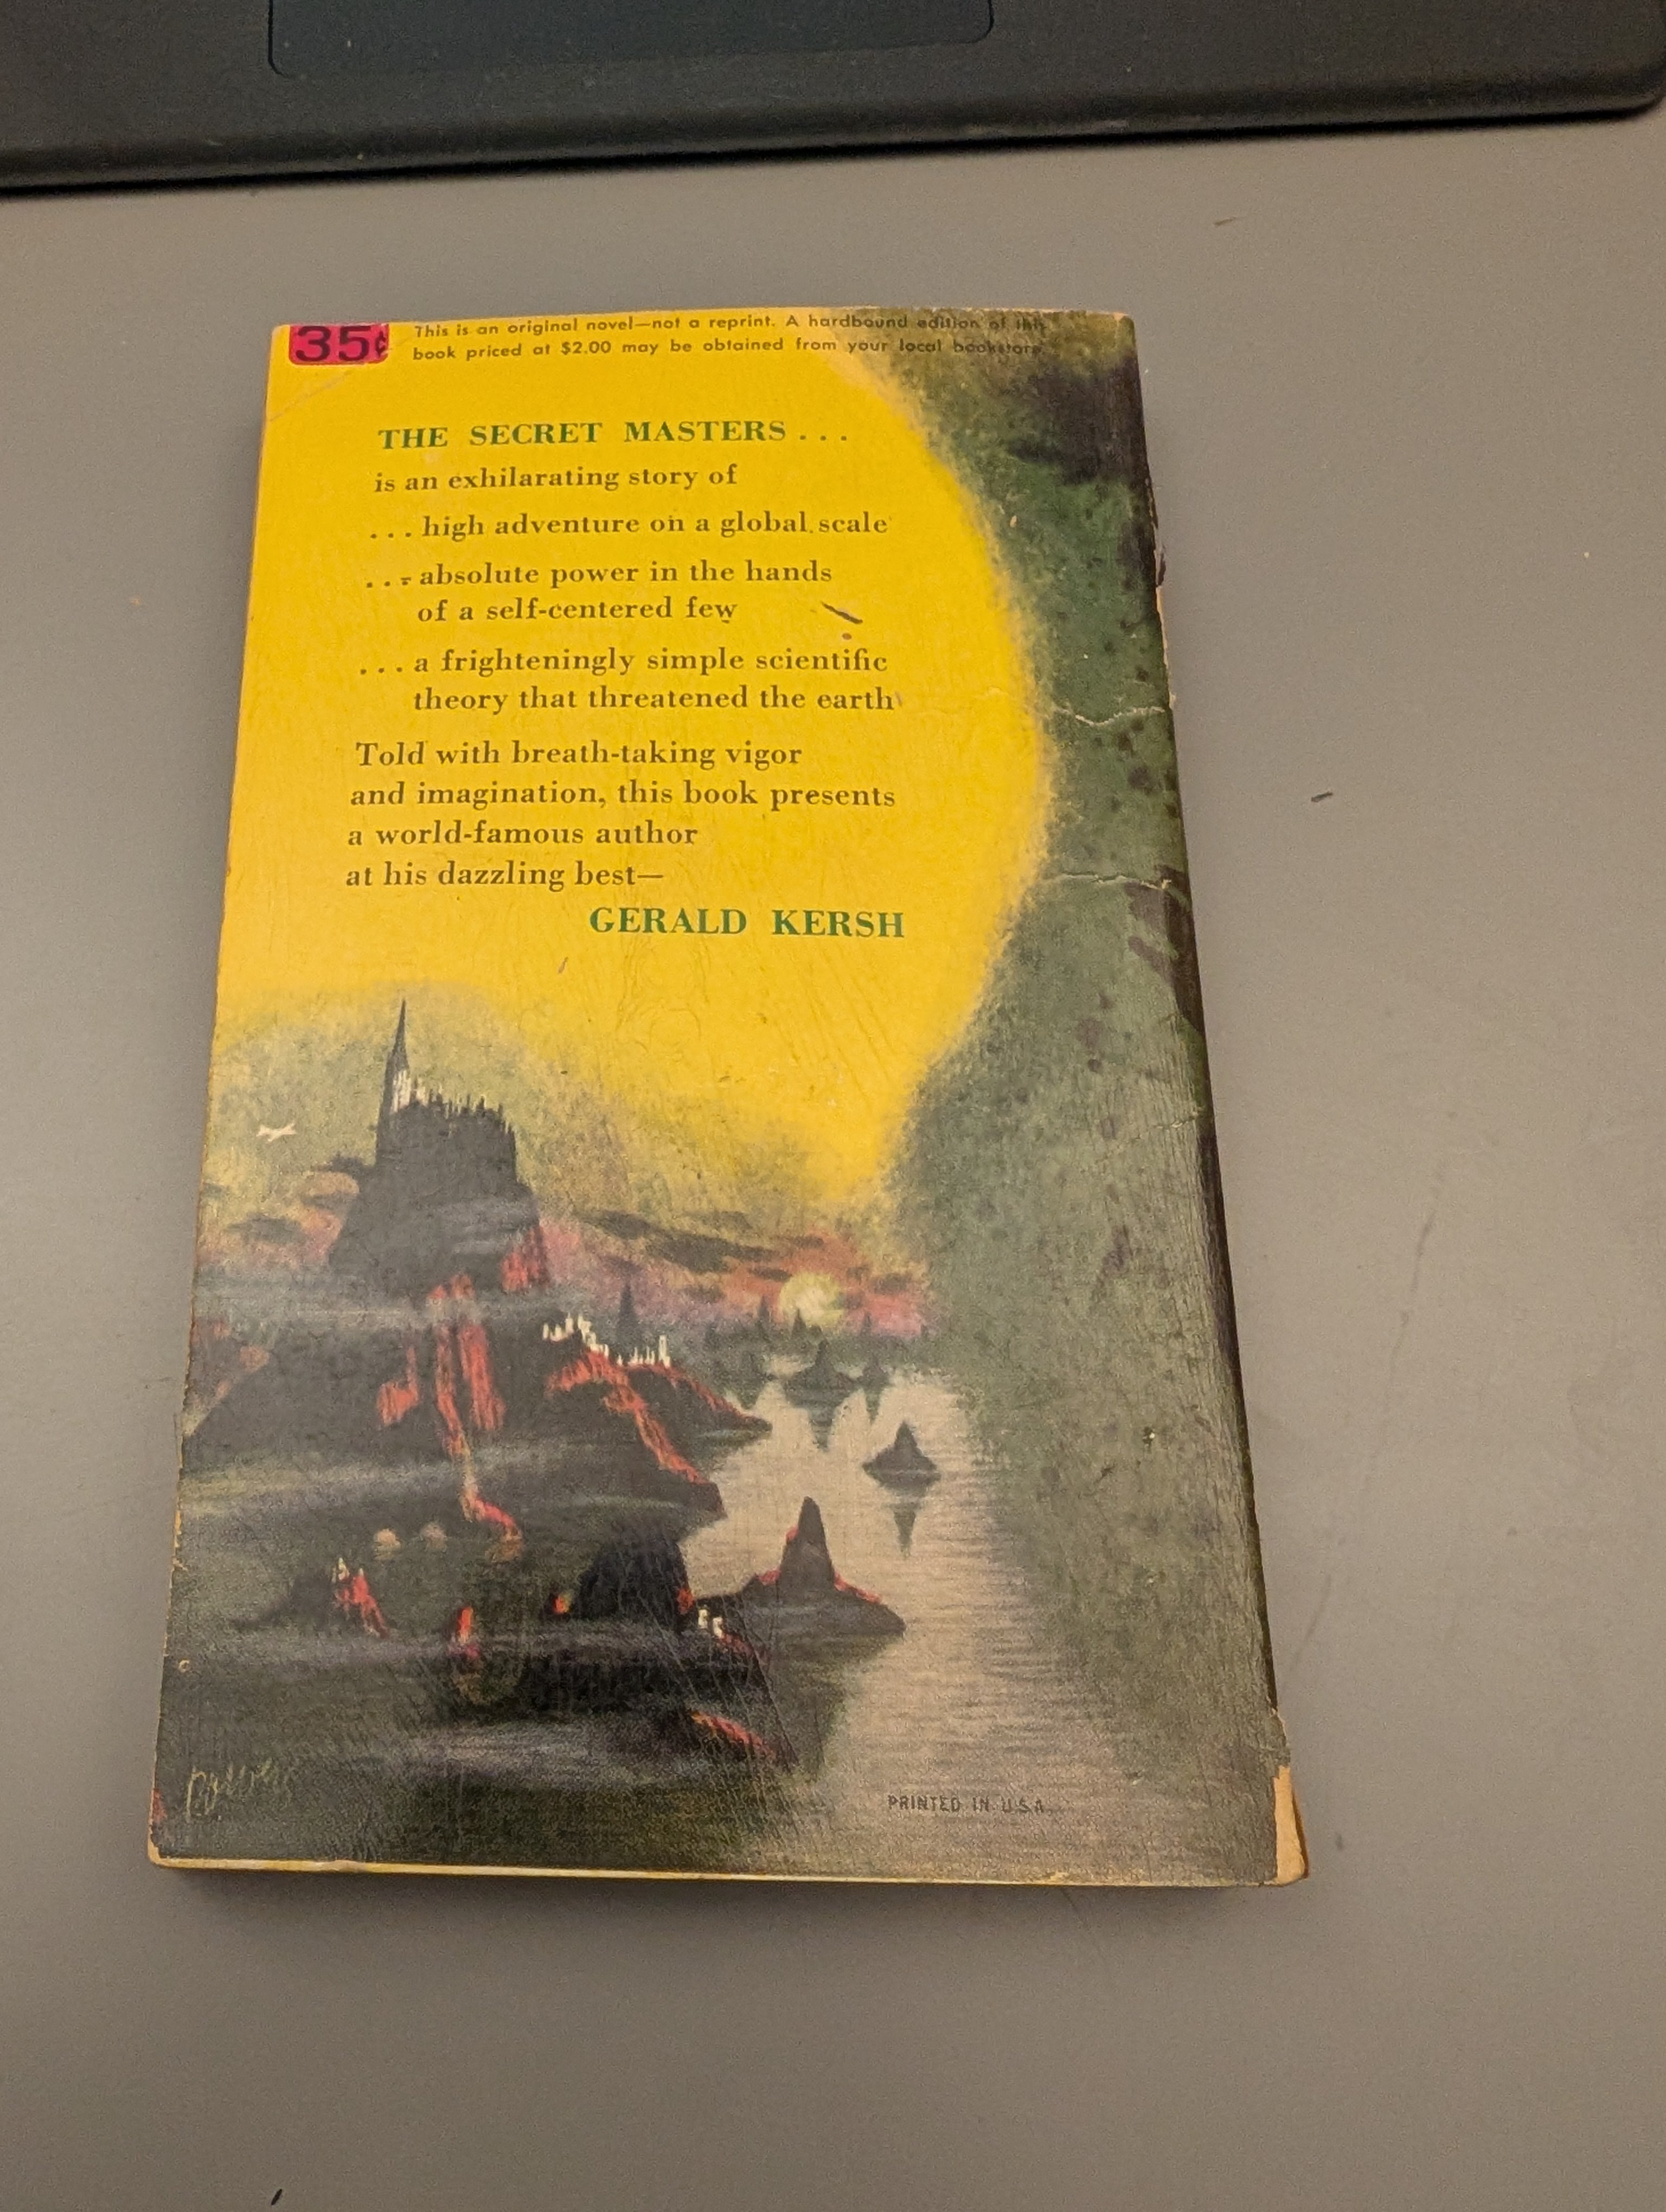 35¢
This is an original novel—not a reprint. A hardbound edition of this
book priced at $2.00 may be obtained from your local bookstore.
THE SECRET MASTERS . . .
is an exhilarating story of
. . . high adventure on a global scale
. . . absolute power in the hands
of a self-centered few
. . . a frighteningly simple scientific
theory that threatened the earth
Told with breath-taking vigor
and imagination, this book presents
a world-famous author
at his dazzling best—
GERALD KERSH
powers
PRINTED IN U.S.A.